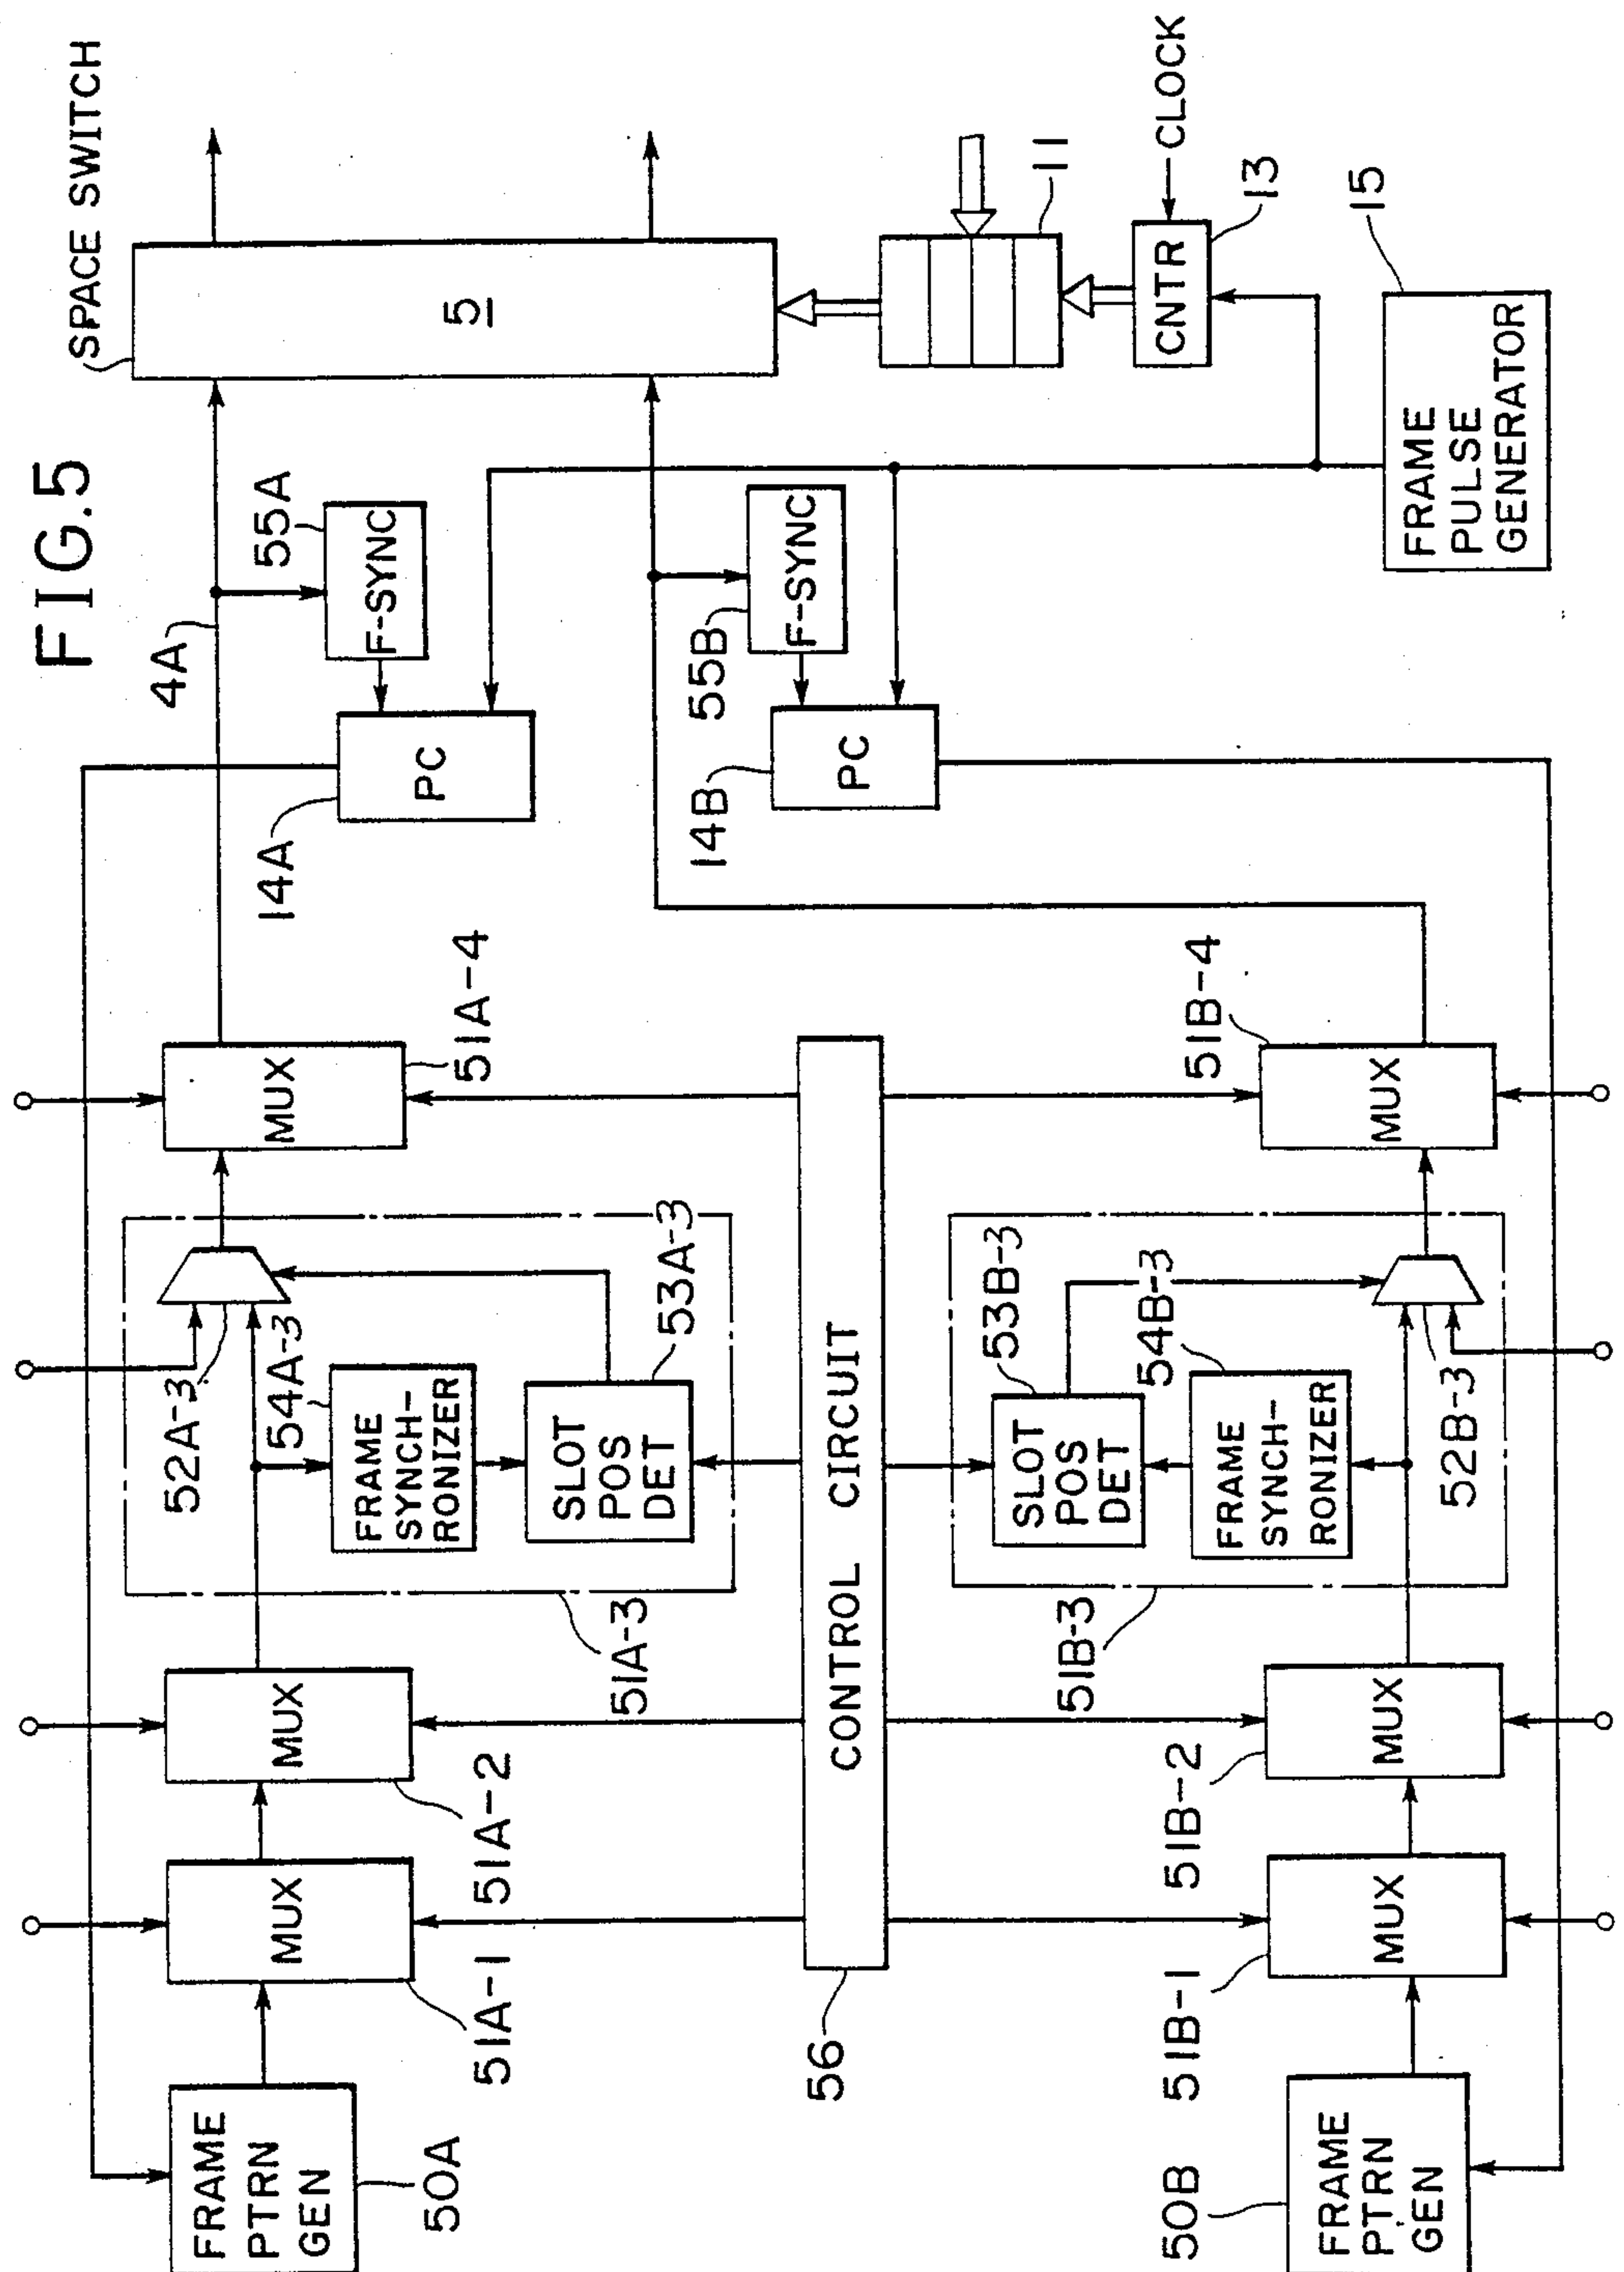 FIG.5
SPACE SWITCH
5
4A
55A
F-SYNC
14A
PC
55B
F-SYNC
14B
PC
11
CLOCK
CNTR
13
15
FRAME
PULSE
GENERATOR
FRAME
PTRN
GEN
50A
MUX
51A-1
MUX
51A-2
52A-3
54A-3
FRAME
SYNCH-
RONIZER
SLOT
POS
DET
53A-3
51A-3
MUX
51A-4
CONTROL CIRCUIT
56
FRAME
PTRN
GEN
50B
MUX
51B-1
MUX
51B-2
53B-3
SLOT
POS
DET
54B-3
FRAME
SYNCH-
RONIZER
52B-3
51B-3
MUX
51B-4